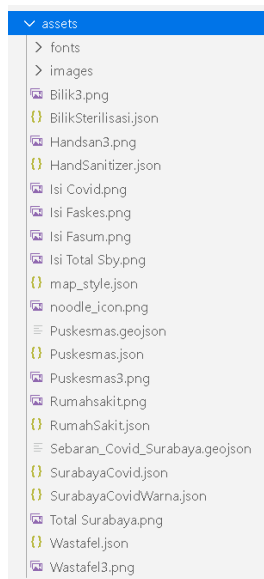 assets
fonts
images
Bilik3.png
BilikSterilisasi.json
Handsan3.png
HandSanitizer.json
Isi Covid.png
Isi Faskes.png
Isi Fasum.png
Isi Total Sby.png
map_style.json
noodle_icon.png
Puskesmas.geojson
Puskesmas.json
Puskesmas3.png
Rumahsakit.png
RumahSakit.json
Sebaran_Covid_Surabaya.geojson
SurabayaCovid.json
SurabayaCovidWarna.json
Total Surabaya.png
Wastafel.json
Wastafel3.png